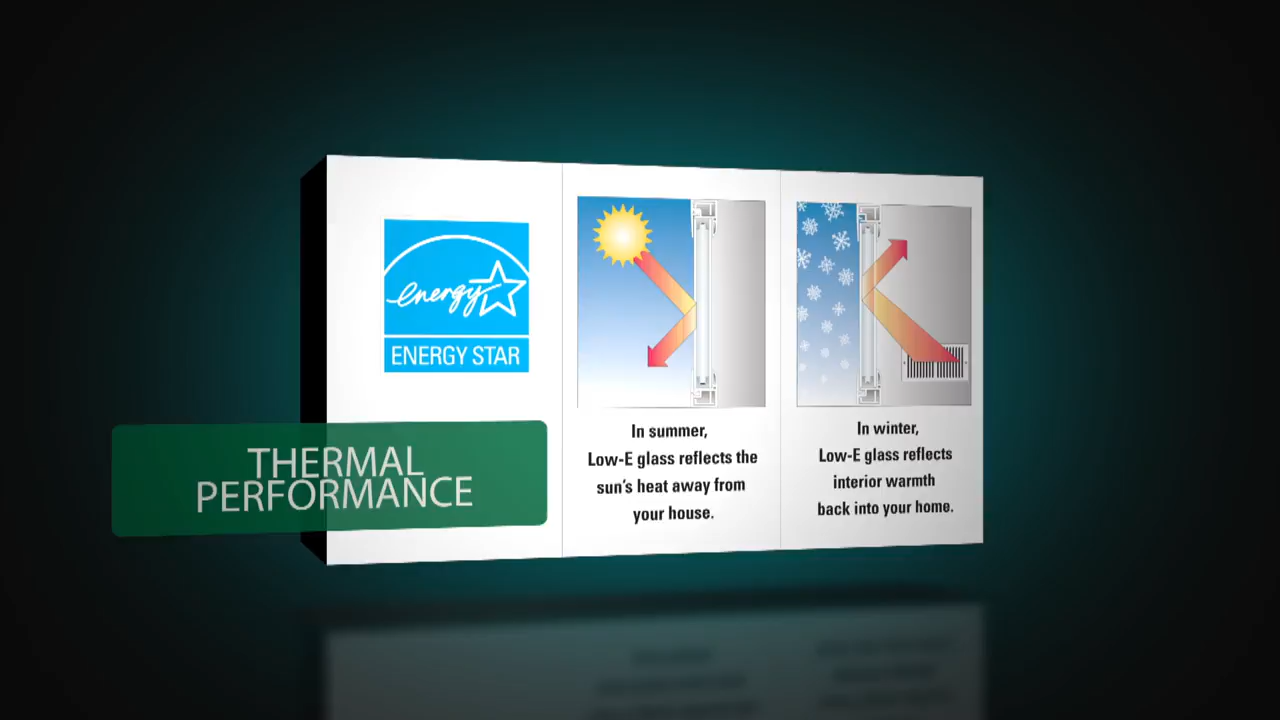 energy
ENERGY STAR
THERMAL
PERFORMANCE
In summer,
Low-E glass reflects the
sun's heat away from
your house.
In winter,
Low-E glass reflects
interior warmth
back into your home.